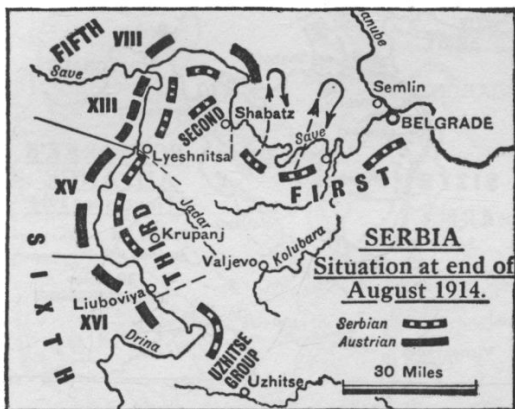 FIFTH
VIII
Save
XIII
anube
Semlin
BELGRADE
SECOND
Shabatz
Save
Lyeshnitsa
FIRST
XV
Jadar
THIRD
Krupanj
Valjevo
Kolubara
SIXTH
Liuboviya
XVI
Drina
UZHITSE
GROUP
Uzhitse
SERBIA
Situation at end of
August 1914.
Serbian
Austrian
30 Miles